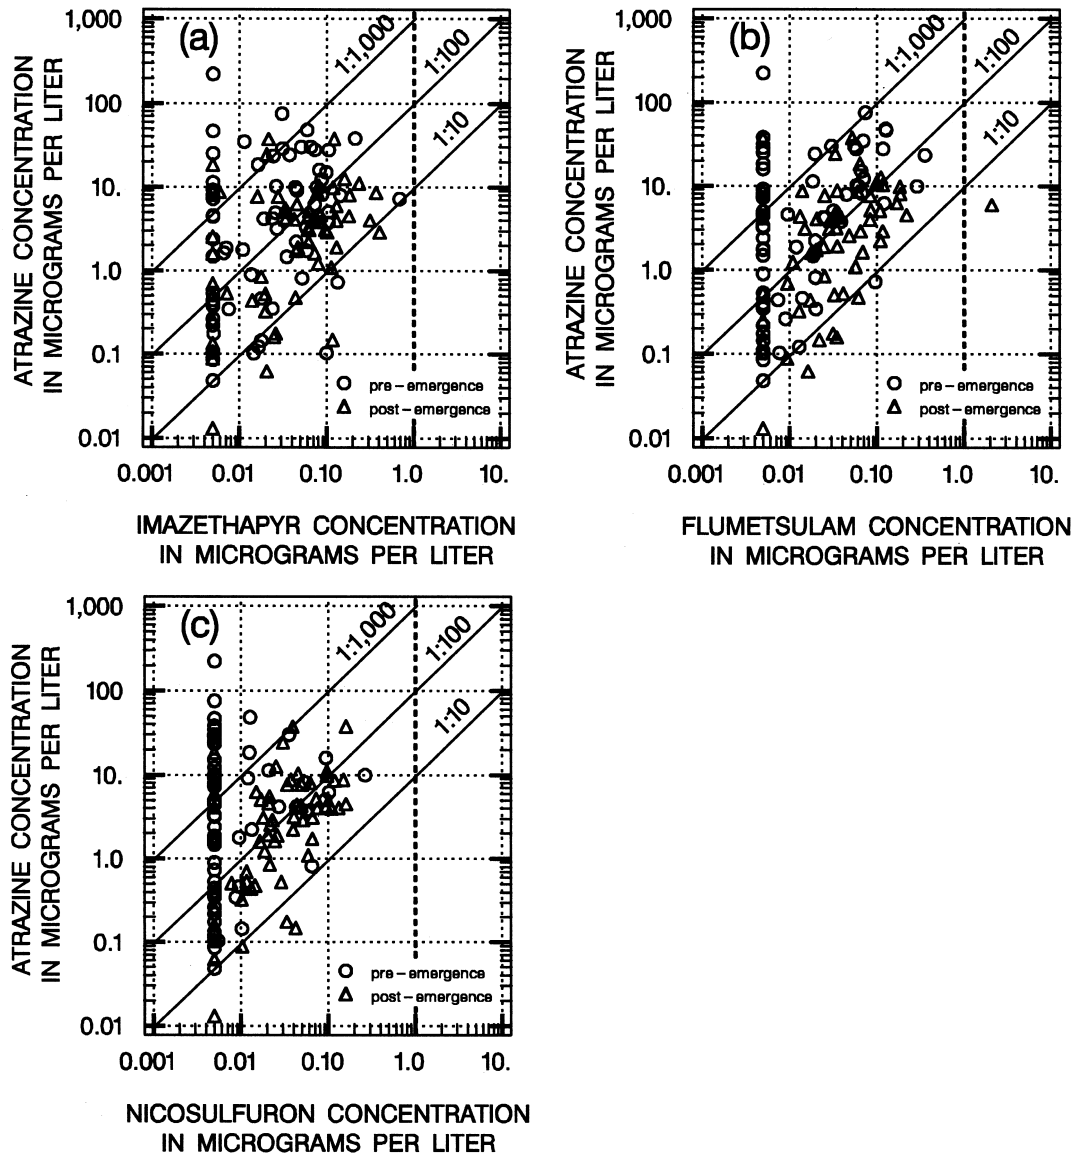 (a)
ATRAZINE CONCENTRATION
IN MICROGRAMS PER LITER
1,000
100
10.
1.0
0.1
0.01
1:1,000
1:100
1:10
pre-emergence
post-emergence
0.001 0.01 0.10 1.0 10.
IMAZETHAPYR CONCENTRATION
IN MICROGRAMS PER LITER
(b)
ATRAZINE CONCENTRATION
IN MICROGRAMS PER LITER
1,000
100
10.
1.0
0.1
0.01
1:1,000
1:100
1:10
pre-emergence
post-emergence
0.001 0.01 0.10 1.0 10.
FLUMETSULAM CONCENTRATION
IN MICROGRAMS PER LITER
(c)
ATRAZINE CONCENTRATION
IN MICROGRAMS PER LITER
1,000
100
10.
1.0
0.1
0.01
1:1,000
1:100
1:10
pre-emergence
post-emergence
0.001 0.01 0.10 1.0 10.
NICOSULFURON CONCENTRATION
IN MICROGRAMS PER LITER